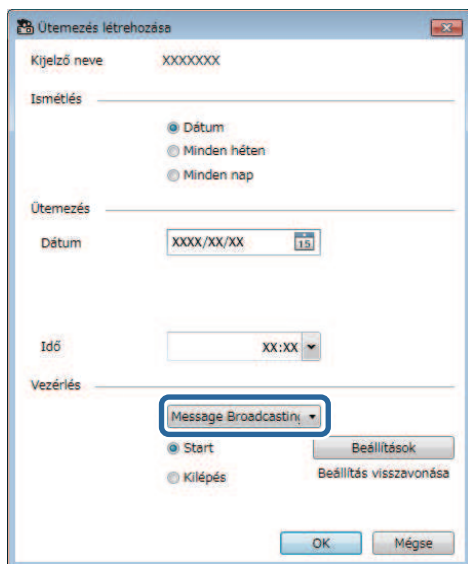 Ütemezés létrehozása
Kijelző neve XXXXXXX
Ismétlés
Dátum
Minden héten
Minden nap
Ütemezés
Dátum XXXX/XX/XX 15
Idő XX:XX
Vezérlés
Message Broadcastin
Start Beállítások
Kilépés Beállítás visszavonása
OK Mégse